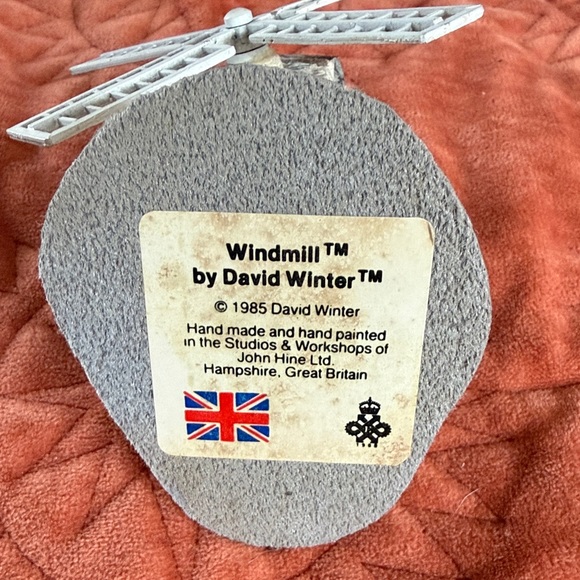 Windmill™
by David Winter™
© 1985 David Winter
Hand made and hand painted
in the Studios & Workshops of
John Hine Ltd.
Hampshire, Great Britain